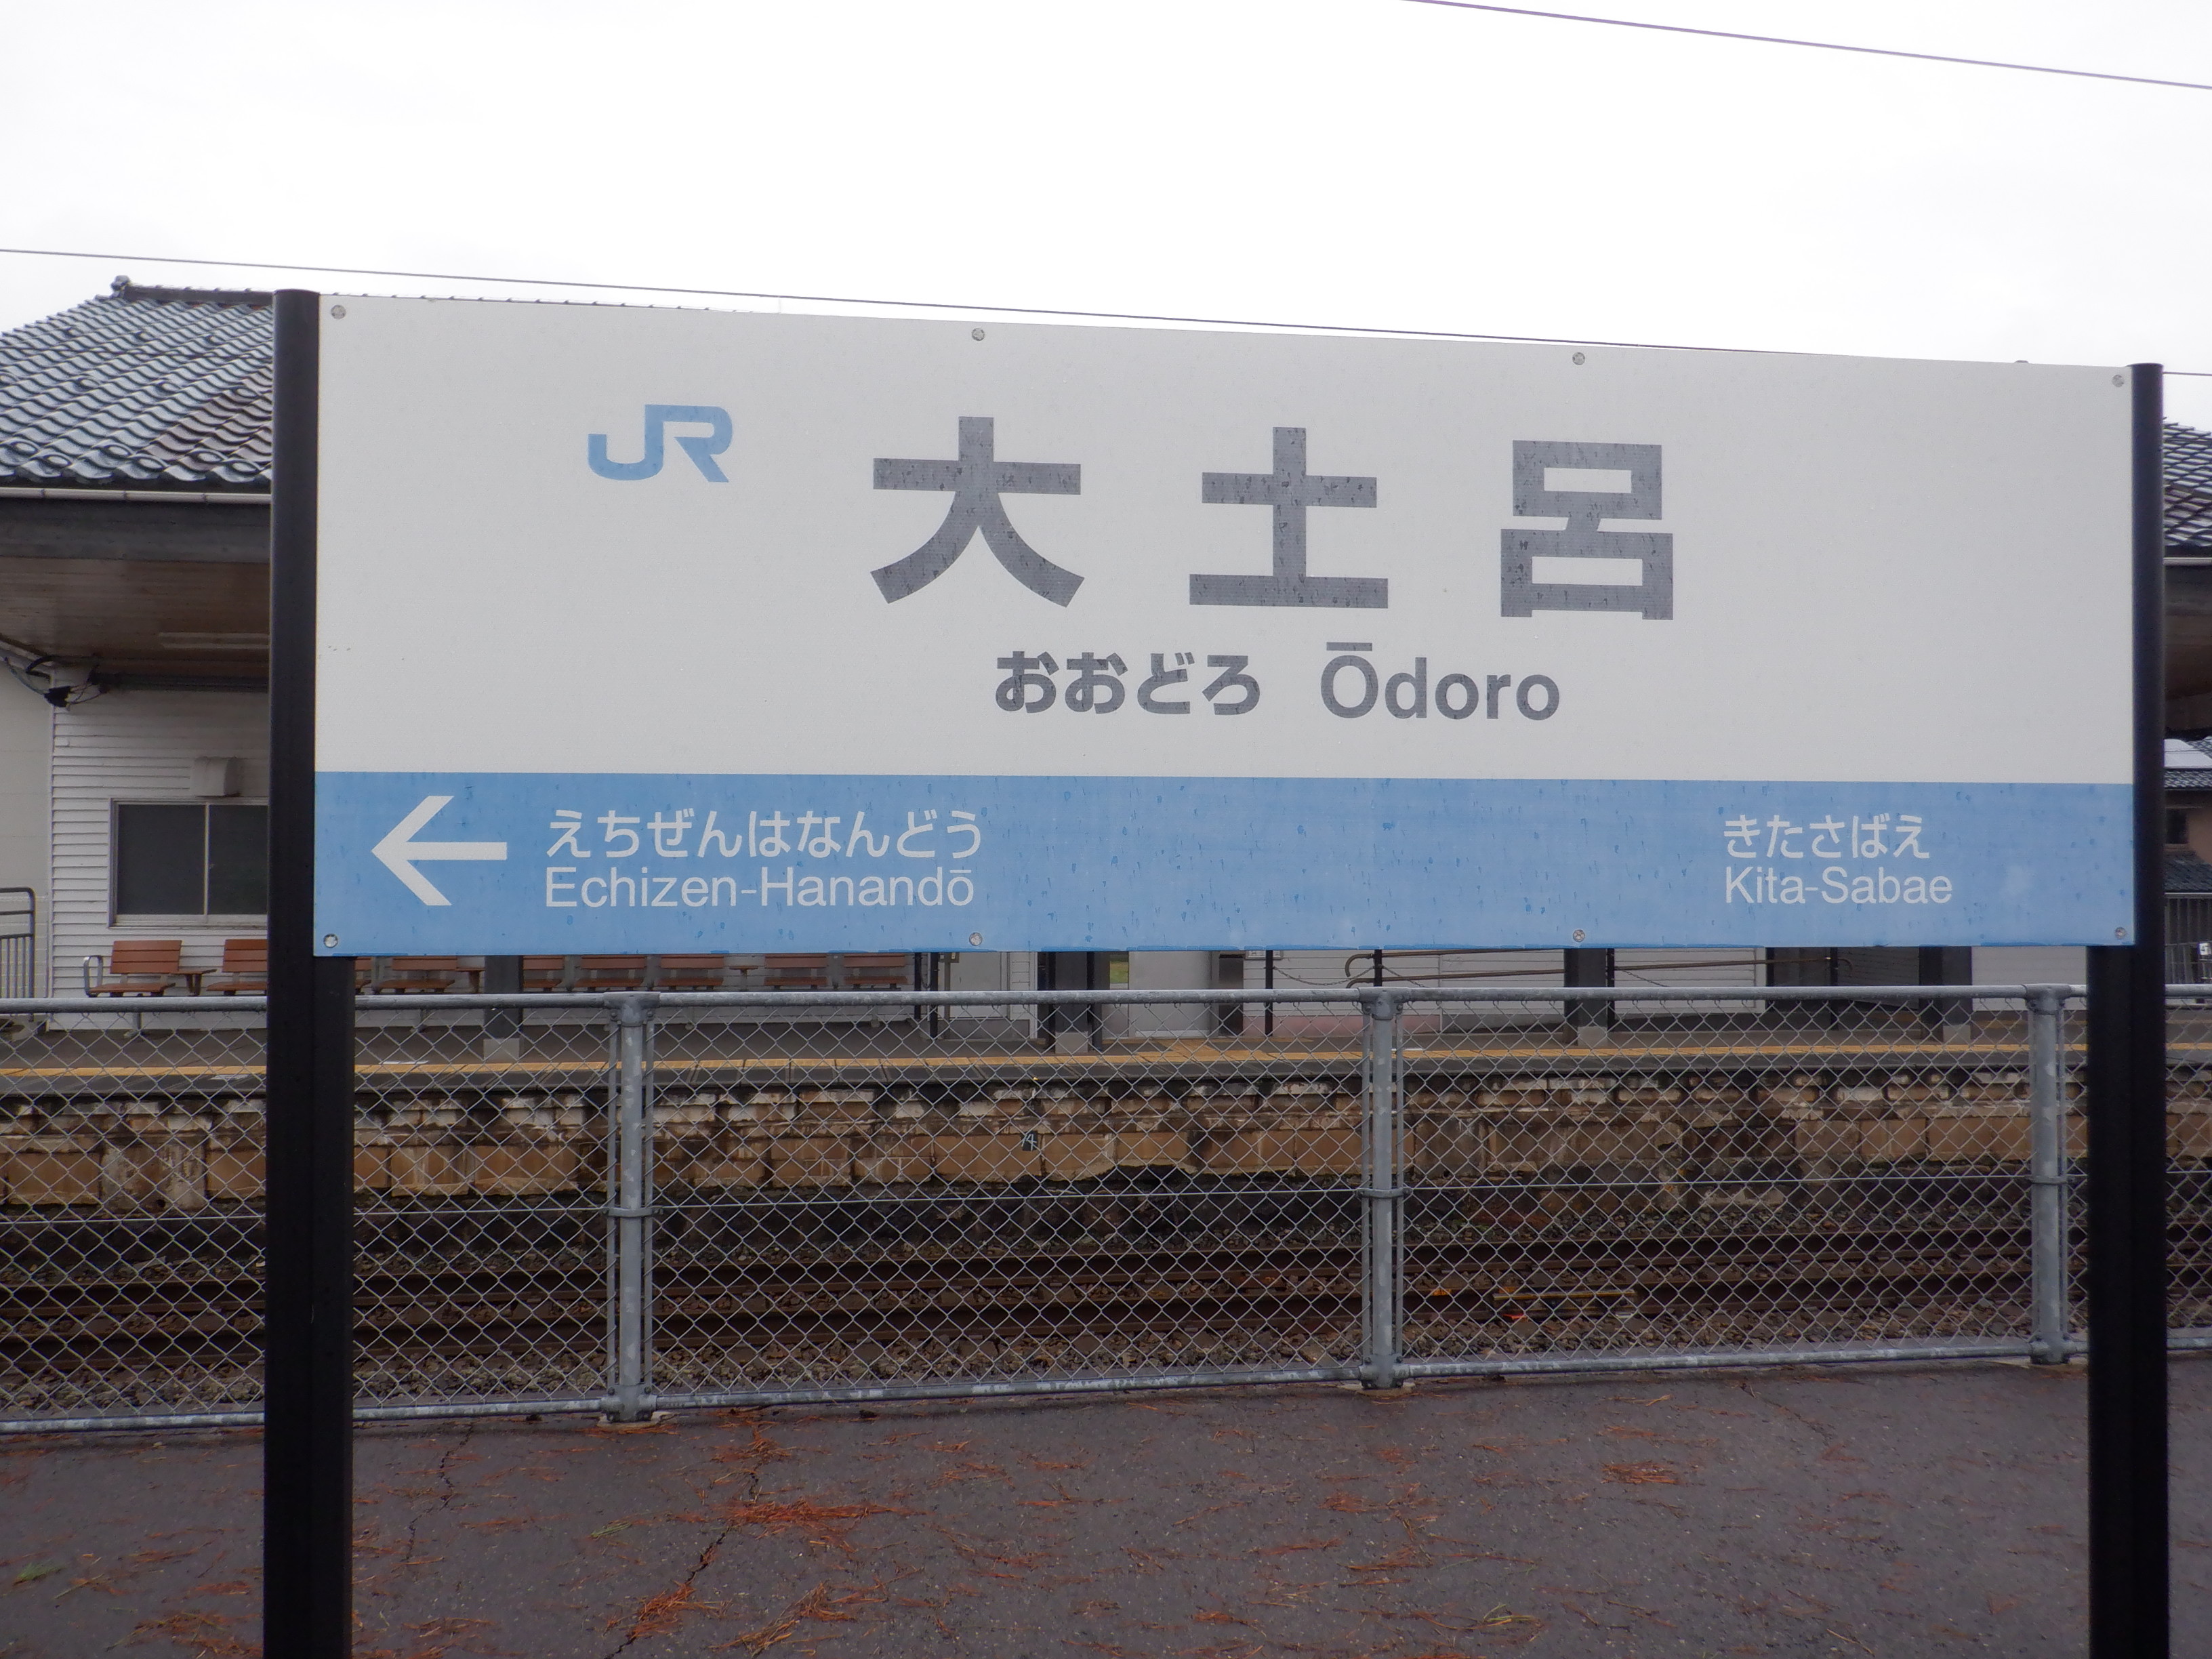 JR 大土呂
おおどろ Ōdoro
えちぜんはなんどう
Echizen-Hanandō
きたさばえ
Kita-Sabae